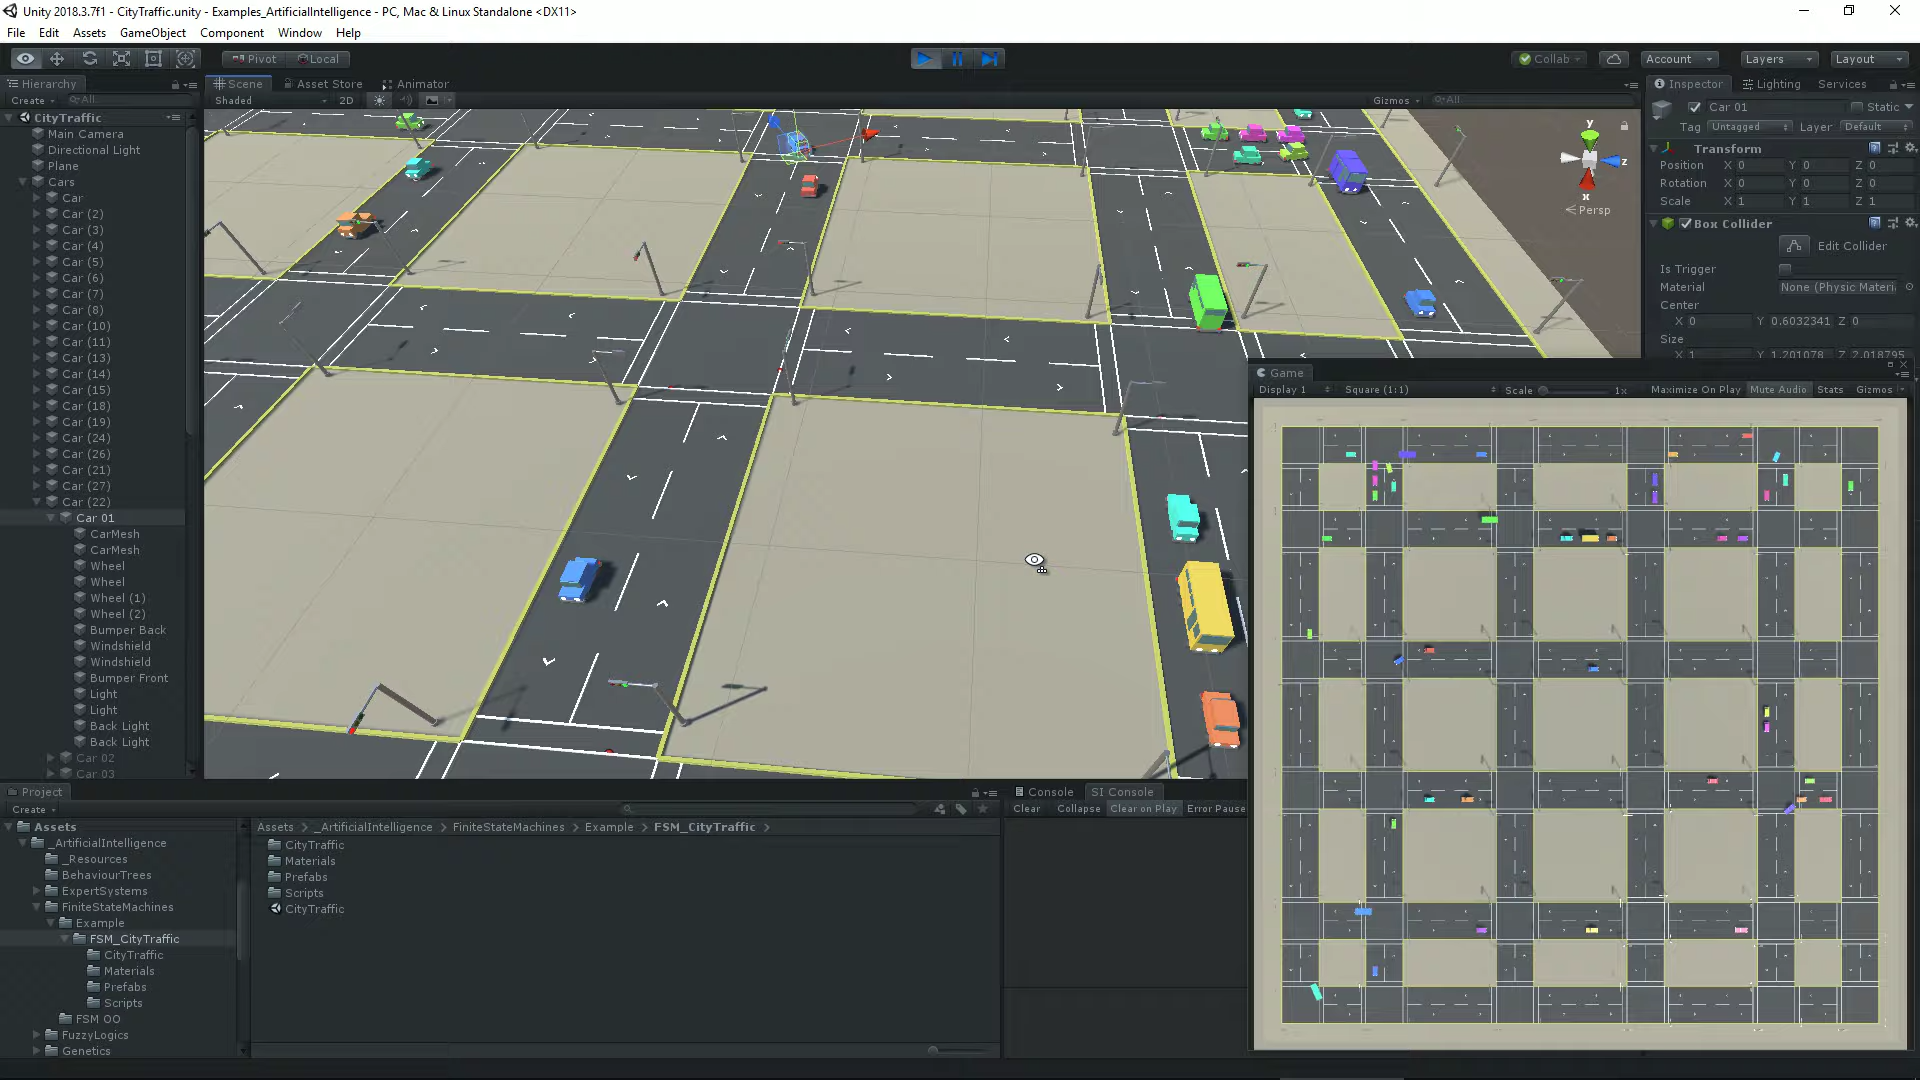 Unity 2018.3.7f1 - CityTraffic.unity - Examples_ArtificialIntelligence - PC, Mac & Linux Standalone <DX11>
File Edit Assets GameObject Component Window Help
Pivot Local Collab Account Layers Layout
Hierarchy
Create All
CityTraffic
Main Camera
Directional Light
Plane
Cars
Car
Car (2)
Car (3)
Car (4)
Car (5)
Car (6)
Car (7)
Car (8)
Car (10)
Car (11)
Car (13)
Car (14)
Car (15)
Car (18)
Car (19)
Car (24)
Car (26)
Car (21)
Car (27)
Car (22)
Car 01
CarMesh
CarMesh
Wheel
Wheel
Wheel (1)
Wheel (2)
Bumper Back
Windshield
Windshield
Bumper Front
Light
Light
Back Light
Back Light
Car 02
Car 03
Scene Asset Store Animator
Shaded 2D Gizmos All
y
z
x
Persp
Inspector Lighting Services
Car 01 Static
Tag Untagged Layer Default
Transform
Position X 0 Y 0 Z 0
Rotation X 0 Y 0 Z 0
Scale X 1 Y 1 Z 1
Box Collider
Edit Collider
Is Trigger
Material None (Physic Materi
Center
X 0 Y 0.6032341 Z 0
Size
X 1 Y 1.201078 Z 2.018795
Game
Display 1 Square (1:1) Scale 1x Maximize On Play Mute Audio Stats Gizmos
Project
Create
Assets
_ArtificialIntelligence
_Resources
BehaviourTrees
ExpertSystems
FiniteStateMachines
Example
FSM_CityTraffic
CityTraffic
Materials
Prefabs
Scripts
FSM OO
FuzzyLogics
Genetics
Assets _ArtificialIntelligence FiniteStateMachines Example FSM_CityTraffic
CityTraffic
Materials
Prefabs
Scripts
CityTraffic
Console SI Console
Clear Collapse Clear on Play Error Pause